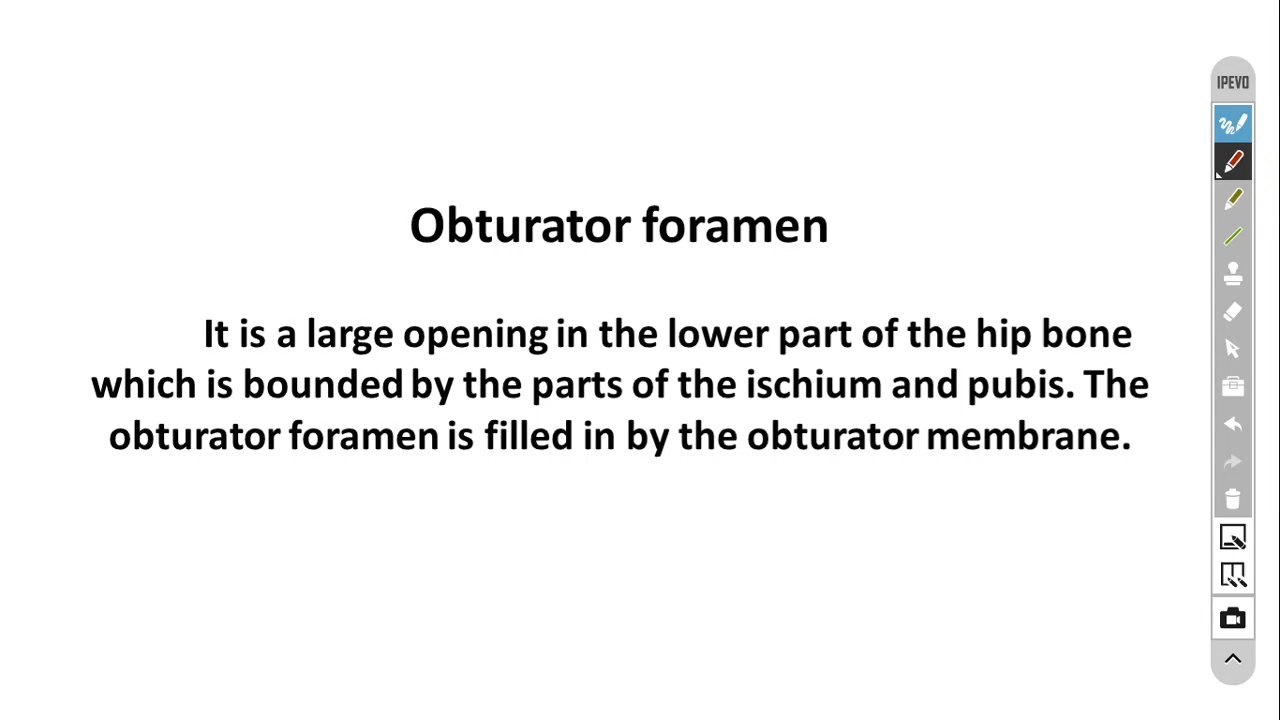 Obturator foramen
It is a large opening in the lower part of the hip bone
which is bounded by the parts of the ischium and pubis. The
obturator foramen is filled in by the obturator membrane.
IPEVO